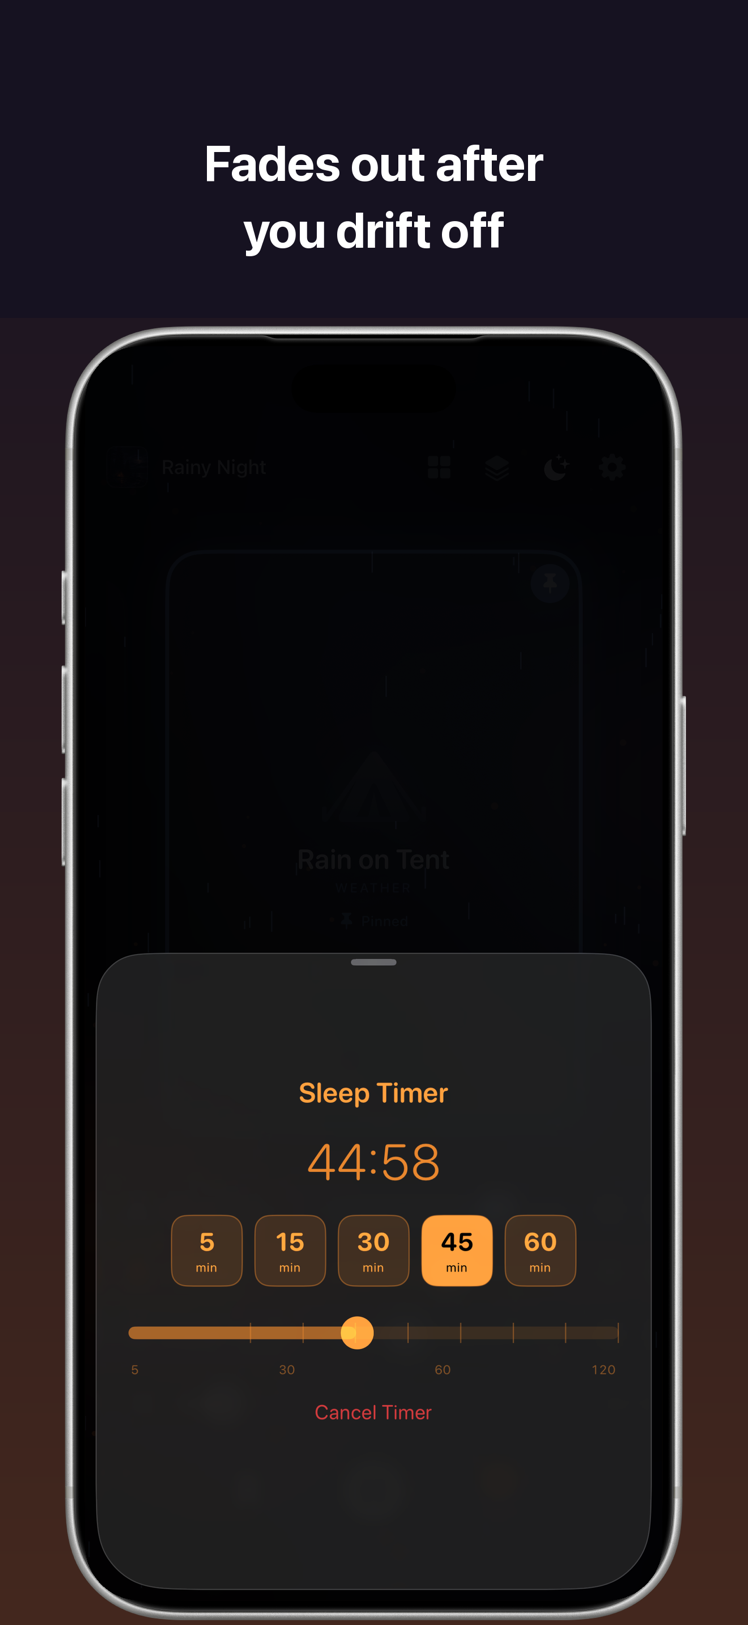 Fades out after
you drift off
Rainy Night
Rain on Tent
WEATHER
Pinned
Sleep Timer
44:58
5 15 30 45 60
min min min min min
5 30 60 120
Cancel Timer